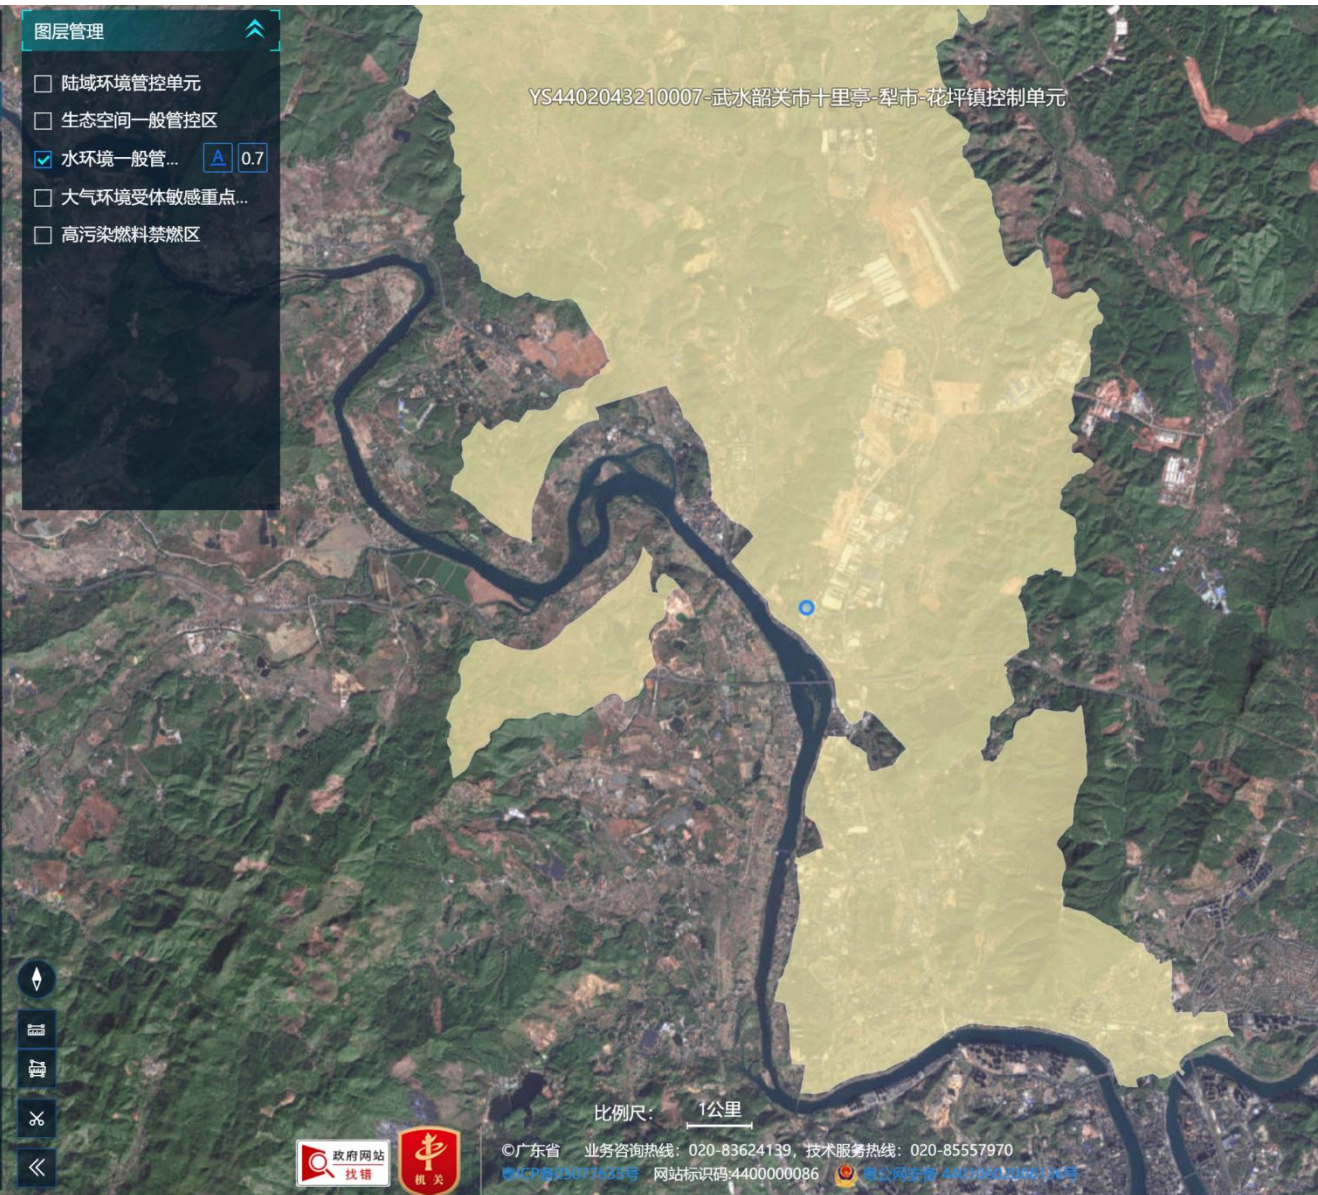 图层管理
陆域环境管控单元
生态空间一般管控区
水环境一般管... A 0.7
大气环境受体敏感重点...
高污染燃料禁燃区
YS4402043210007-武水韶关市十里亭-犁市-花坪镇控制单元
比例尺： 1公里
政府网站
找错
机关
©广东省 业务咨询热线：020-83624139，技术服务热线：020-85557970
网站标识码:4400000086